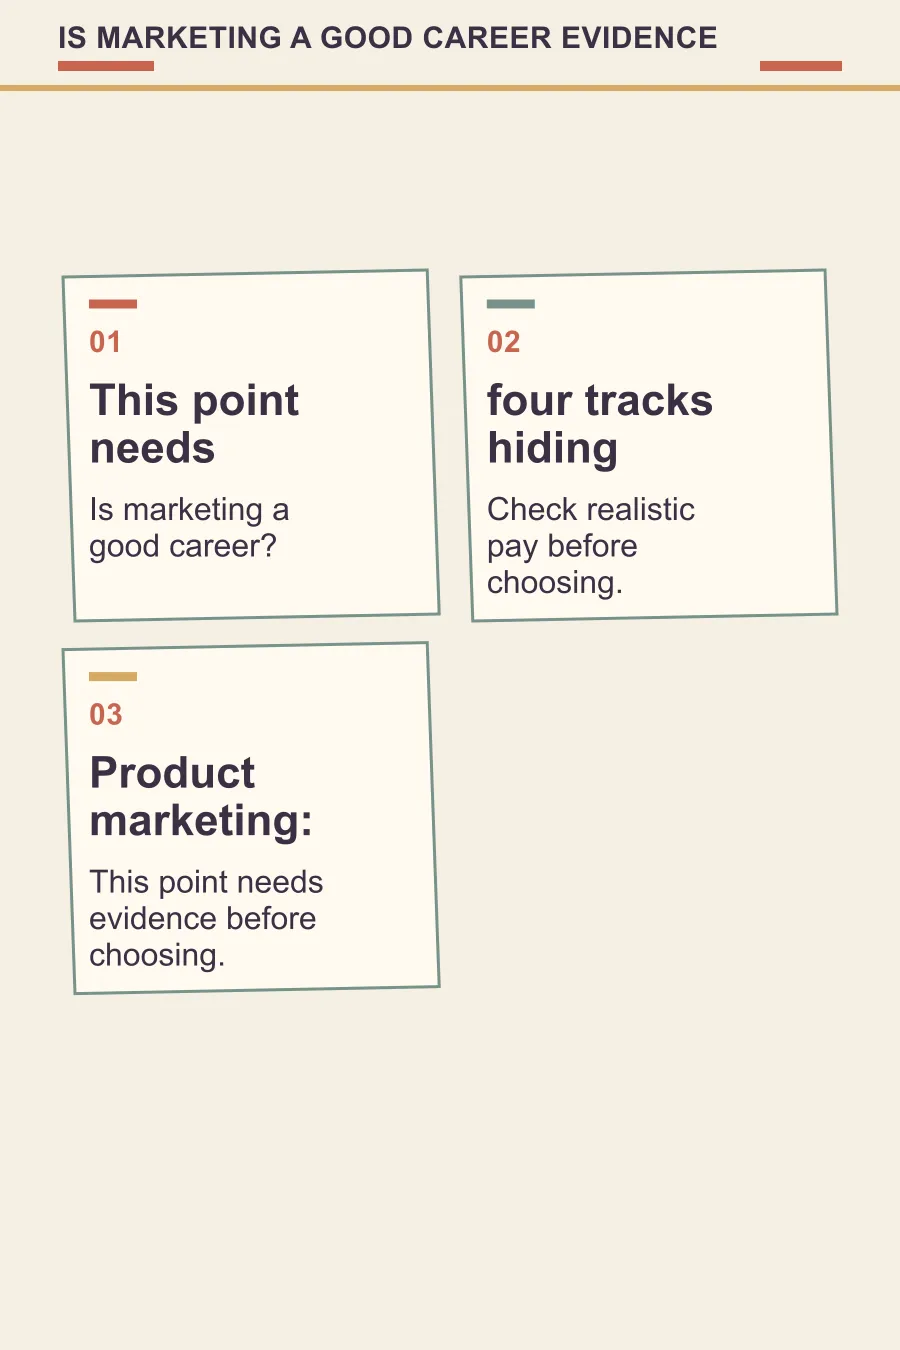 IS MARKETING A GOOD CAREER EVIDENCE
01
This point
needs
Is marketing a
good career?
02
four tracks
hiding
Check realistic
pay before
choosing.
03
Product
marketing:
This point needs
evidence before
choosing.